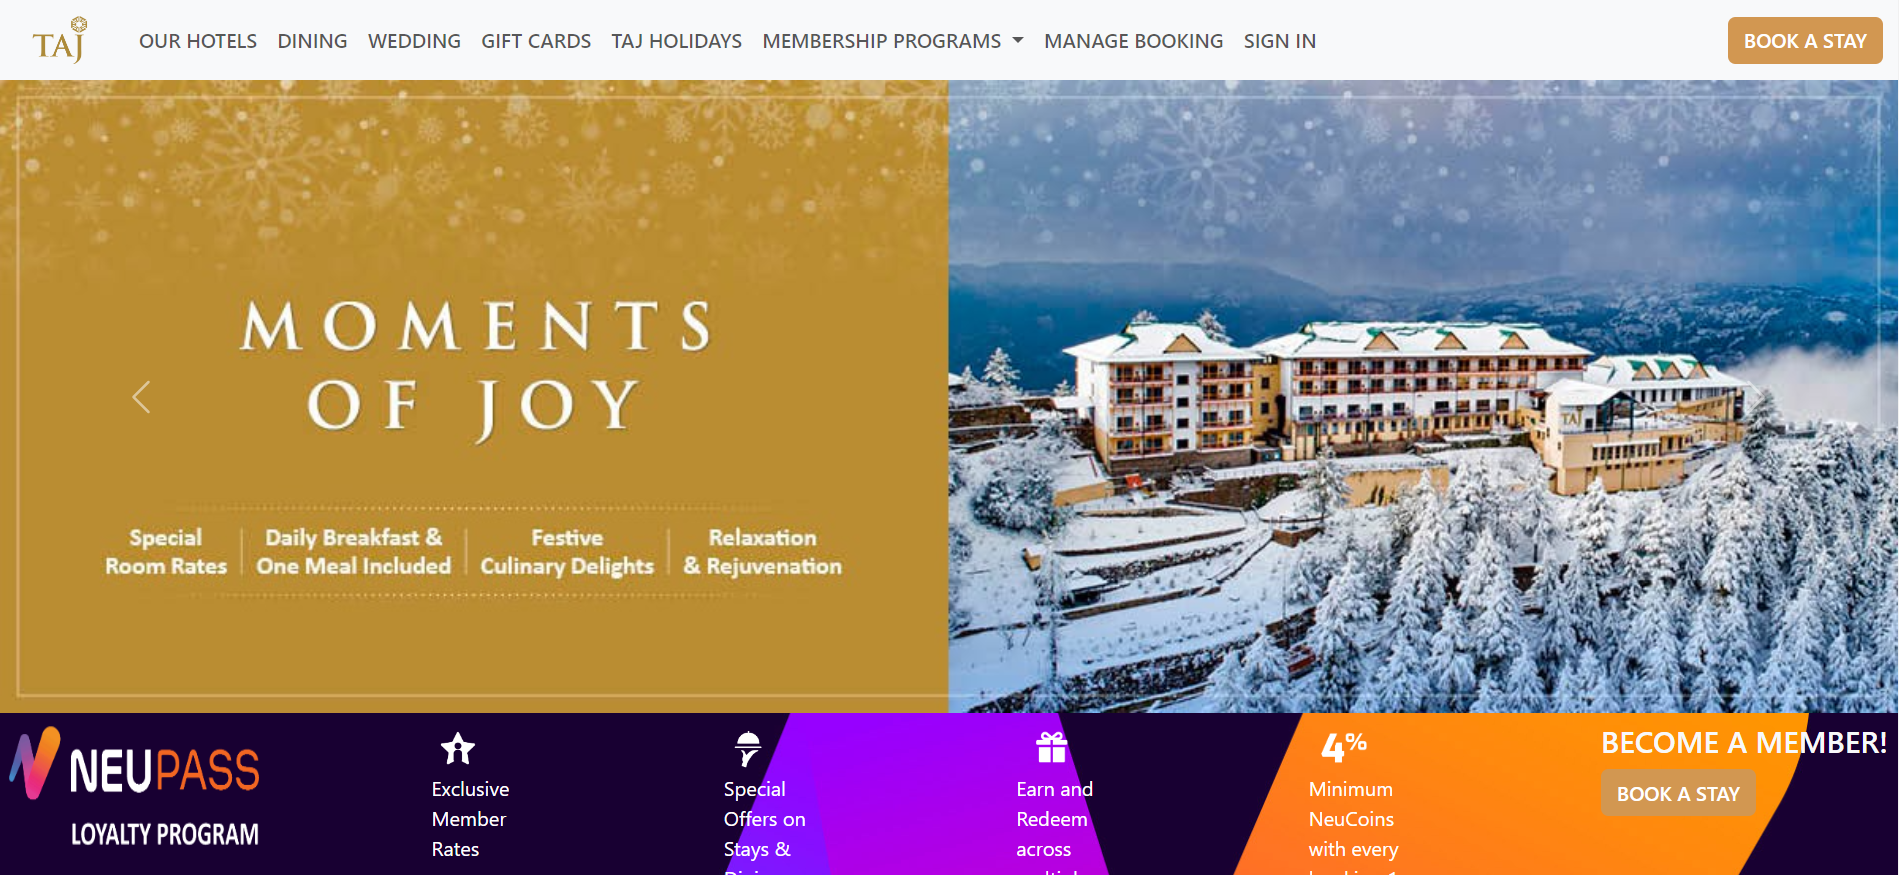 TAJ
OUR HOTELS DINING WEDDING GIFT CARDS TAJ HOLIDAYS MEMBERSHIP PROGRAMS MANAGE BOOKING SIGN IN
BOOK A STAY
MOMENTS
OF JOY
Special
Room Rates
Daily Breakfast &
One Meal Included
Festive
Culinary Delights
Relaxation
& Rejuvenation
TAJ
NEUPASS
LOYALTY PROGRAM
Exclusive
Member
Rates
Special
Offers on
Stays &
Earn and
Redeem
across
4%
Minimum
NeuCoins
with every
BECOME A MEMBER!
BOOK A STAY